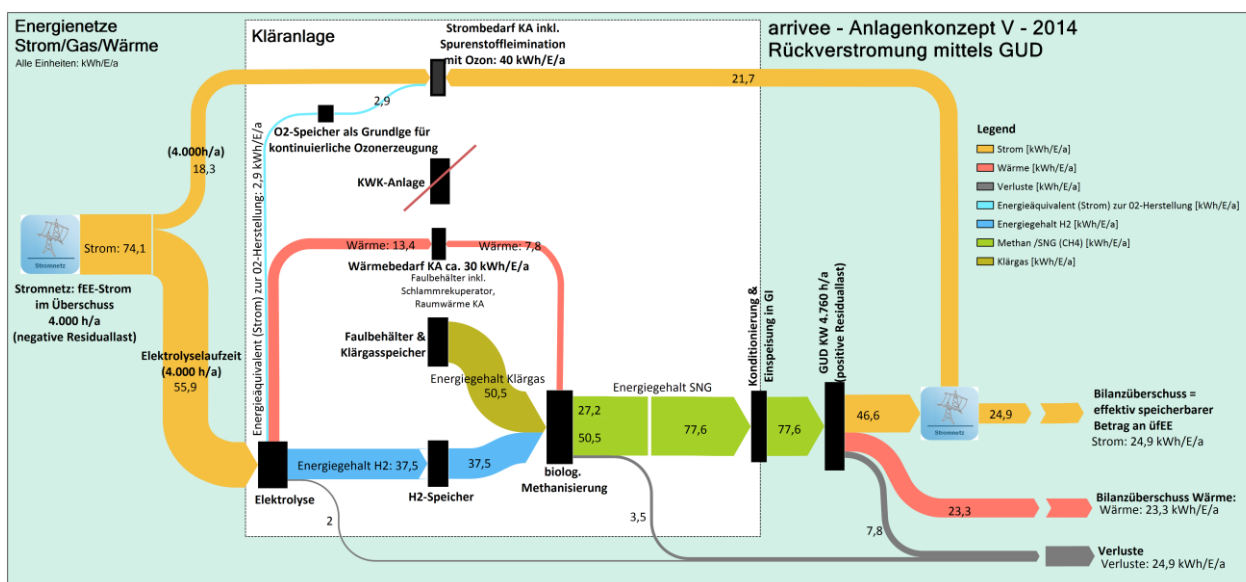 Energienetze
Strom/Gas/Wärme
Alle Einheiten: kWh/E/a
Kläranlage
Strombedarf KA inkl.
Spurenstoffleimination
mit Ozon: 40 kWh/E/a
arrivee - Anlagenkonzept V - 2014
Rückverstromung mittels GUD
21,7
2,9
O2-Speicher als Grundlge für
kontinuierliche Ozonerzeugung
(4.000h/a)
18,3
KWK-Anlage
Legend
Strom [kWh/E/a]
Wärme [kWh/E/a]
Verluste [kWh/E/a]
Energieäquivalent (Strom) zur 02-Herstellung [kWh/E/a]
Energiegehalt H2 [kWh/E/a]
Methan /SNG (CH4) [kWh/E/a]
Klärgas [kWh/E/a]
Energieäquivalent (Strom) zur O2-Herstellung: 2,9 kWh/E/a
Stromnetz
Strom: 74,1
Stromnetz: fEE-Strom
im Überschuss
4.000 h/a
(negative Residuallast)
Wärme: 13,4
Wärme: 7,8
Wärmebedarf KA ca. 30 kWh/E/a
Faulbehälter inkl.
Schlammrekuperator,
Raumwärme KA
Faulbehälter &
Klärgasspeicher
Elektrolyselaufzeit
(4.000 h/a)
55,9
Energiegehalt Klärgas
50,5
Energiegehalt SNG
27,2
50,5
77,6
Konditionierung &
Einspeisung in GI
77,6
GUD KW 4.760 h/a
(positive Residuallast)
46,6
Stromnetz
24,9
Bilanzüberschuss =
effektiv speicherbarer
Betrag an üfEE
Strom: 24,9 kWh/E/a
Energiegehalt H2: 37,5
37,5
Elektrolyse
H2-Speicher
biolog.
Methanisierung
2
3,5
23,3
Bilanzüberschuss Wärme:
Wärme: 23,3 kWh/E/a
7,8
Verluste
Verluste: 24,9 kWh/E/a